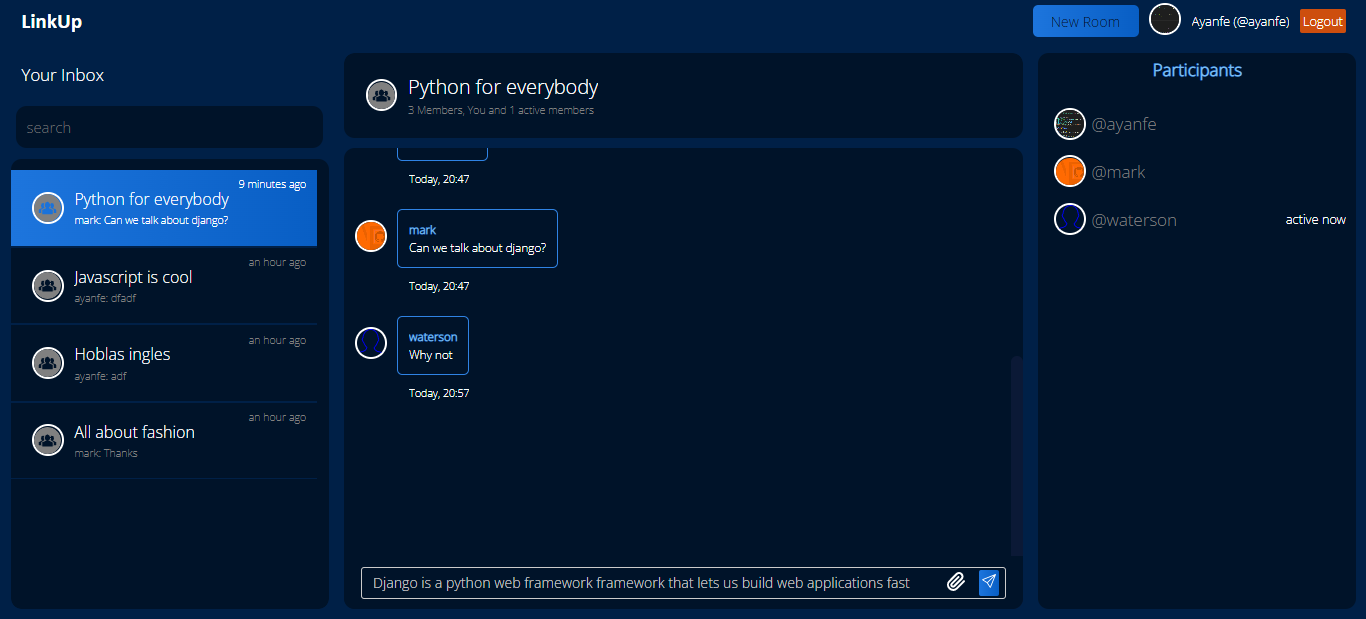 LinkUp
New Room
Ayanfe (@ayanfe)
Logout
Your Inbox
search
9 minutes ago
Python for everybody
mark: Can we talk about django?
an hour ago
Javascript is cool
ayanfe: dfadf
an hour ago
Hoblas ingles
ayanfe: adf
an hour ago
All about fashion
mark: Thanks
Python for everybody
3 Members, You and 1 active members
Today, 20:47
mark
Can we talk about django?
Today, 20:47
waterson
Why not
Today, 20:57
Django is a python web framework framework that lets us build web applications fast
Participants
@ayanfe
@mark
@waterson
active now